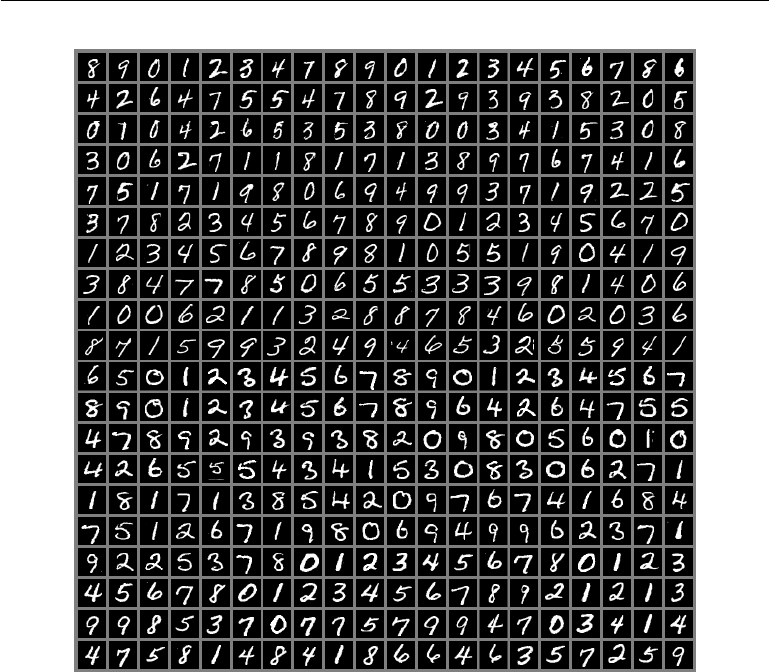 8 9 0 1 2 3 4 7 8 9 0 1 2 3 4 5 6 7 8 6
4 2 6 4 7 5 5 4 7 8 9 2 9 3 9 3 8 2 0 5
0 1 0 4 2 6 5 3 5 3 8 0 0 3 4 1 5 3 0 8
3 0 6 2 7 1 1 8 1 7 1 3 8 9 7 6 7 4 1 6
7 5 1 7 1 9 8 0 6 9 4 9 9 3 7 1 9 2 2 5
3 7 8 2 3 4 5 6 7 8 9 0 1 2 3 4 5 6 7 0
1 2 3 4 5 6 7 8 9 8 1 0 5 5 1 9 0 4 1 9
3 8 4 7 7 8 5 0 6 5 5 3 3 3 9 8 1 4 0 6
1 0 0 6 2 1 1 3 2 8 8 7 8 4 6 0 2 0 3 6
8 7 1 5 9 9 3 2 4 9 4 6 5 3 2 5 5 9 4 1
6 5 0 1 2 3 4 5 6 7 8 9 0 1 2 3 4 5 6 7
8 9 0 1 2 3 4 5 6 7 8 9 6 4 2 6 4 7 5 5
4 7 8 9 2 9 3 9 3 8 2 0 9 8 0 5 6 0 1 0
4 2 6 5 5 5 4 3 4 1 5 3 0 8 3 0 6 2 7 1
1 8 1 7 1 3 8 5 4 2 0 9 7 6 7 4 1 6 8 4
7 5 1 2 6 7 1 9 8 0 6 9 4 9 9 6 2 3 7 1
9 2 2 5 3 7 8 0 1 2 3 4 5 6 7 8 0 1 2 3
4 5 6 7 8 0 1 2 3 4 5 6 7 8 9 2 1 2 1 3
9 9 8 5 3 7 0 7 7 5 7 9 9 4 7 0 3 4 1 4
4 7 5 8 1 4 8 4 1 8 6 6 4 6 3 5 7 2 5 9